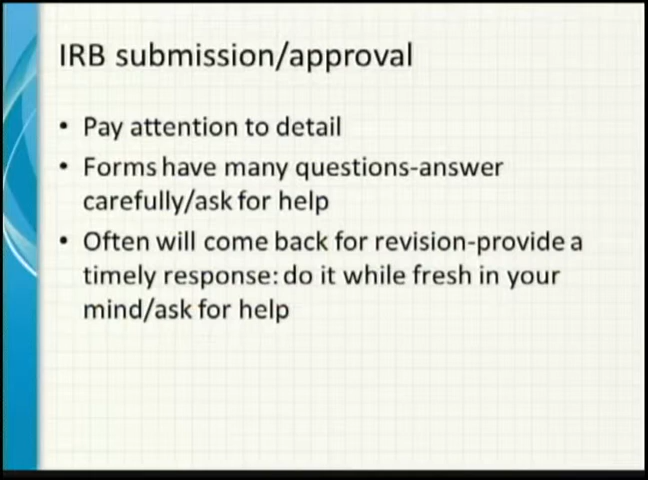 IRB submission/approval
• Pay attention to detail
• Forms have many questions-answer
carefully/ask for help
• Often will come back for revision-provide a
timely response: do it while fresh in your
mind/ask for help